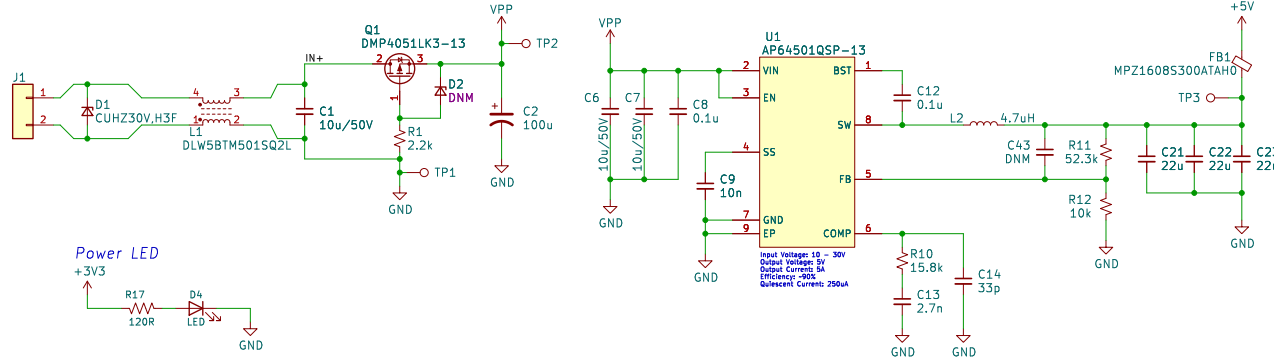 J1
1
2
D1
CUHZ30V,H3F
4
3
1
2
L1
DLW5BTM501SQ2L
IN+
C1
10u/50V
Q1
DMP4051LK3-13
2
3
1
D2
DNM
R1
2.2k
TP1
GND
VPP
TP2
C2
100u
GND
Power LED
+3V3
R17
120R
D4
LED
GND
VPP
C6
10u/50V
C7
10u/50V
C8
0.1u
GND
U1
AP64501QSP-13
2 VIN
3 EN
4 SS
7 GND
9 EP
BST 1
SW 8
FB 5
COMP 6
Input Voltage: 10 - 30V
Output Voltage: 5V
Output Current: 5A
Efficiency: ~90%
Quiescent Current: 250uA
C9
10n
GND
C12
0.1u
L2
4.7uH
C43
DNM
R11
52.3k
R12
10k
GND
R10
15.8k
C13
2.7n
GND
C14
33p
GND
+5V
FB1
MPZ1608S300ATAH0
TP3
C21
22u
C22
22u
C23
22u
GND